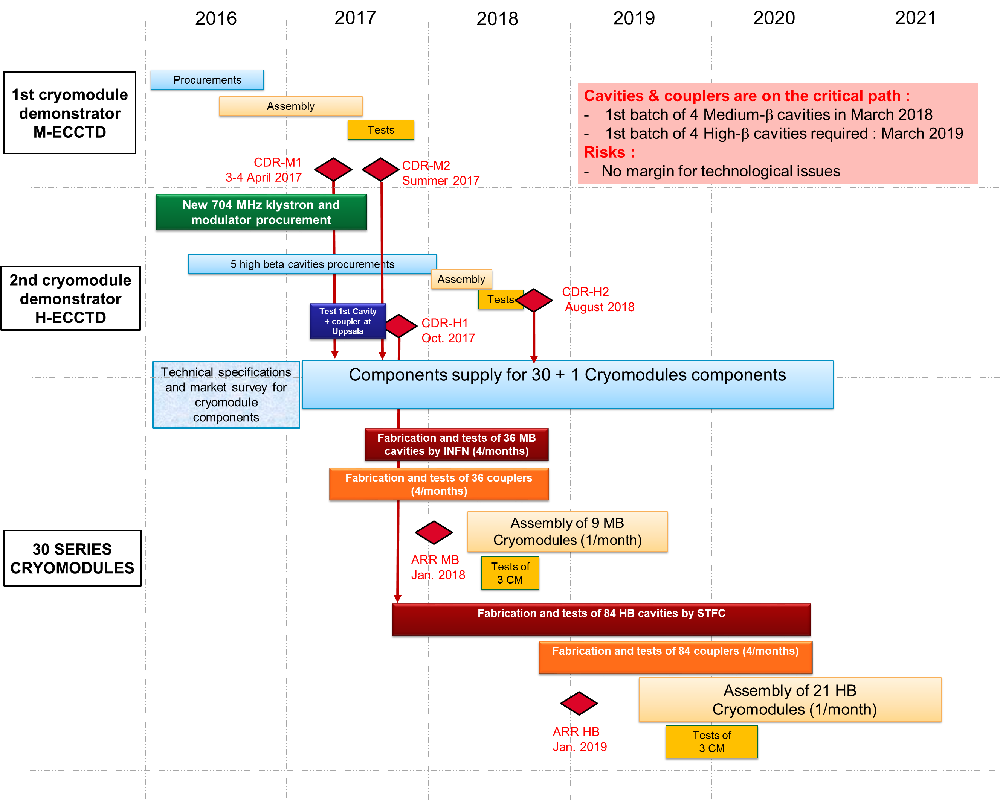 2016 2017 2018 2019 2020 2021
1st cryomodule
demonstrator
M-ECCTD
Procurements
Assembly
Tests
Cavities & couplers are on the critical path :
- 1st batch of 4 Medium-β cavities in March 2018
- 1st batch of 4 High-β cavities required : March 2019
Risks :
- No margin for technological issues
CDR-M1
3-4 April 2017
CDR-M2
Summer 2017
New 704 MHz klystron and
modulator procurement
2nd cryomodule
demonstrator
H-ECCTD
5 high beta cavities procurements
Assembly
Tests
CDR-H2
August 2018
Test 1st Cavity
+ coupler at
Uppsala
CDR-H1
Oct. 2017
Technical specifications
and market survey for
cryomodule
components
Components supply for 30 + 1 Cryomodules components
Fabrication and tests of 36 MB
cavities by INFN (4/months)
Fabrication and tests of 36 couplers
(4/months)
30 SERIES
CRYOMODULES
Assembly of 9 MB
Cryomodules (1/month)
ARR MB
Jan. 2018
Tests of
3 CM
Fabrication and tests of 84 HB cavities by STFC
Fabrication and tests of 84 couplers (4/months)
Assembly of 21 HB
Cryomodules (1/month)
ARR HB
Jan. 2019
Tests of
3 CM